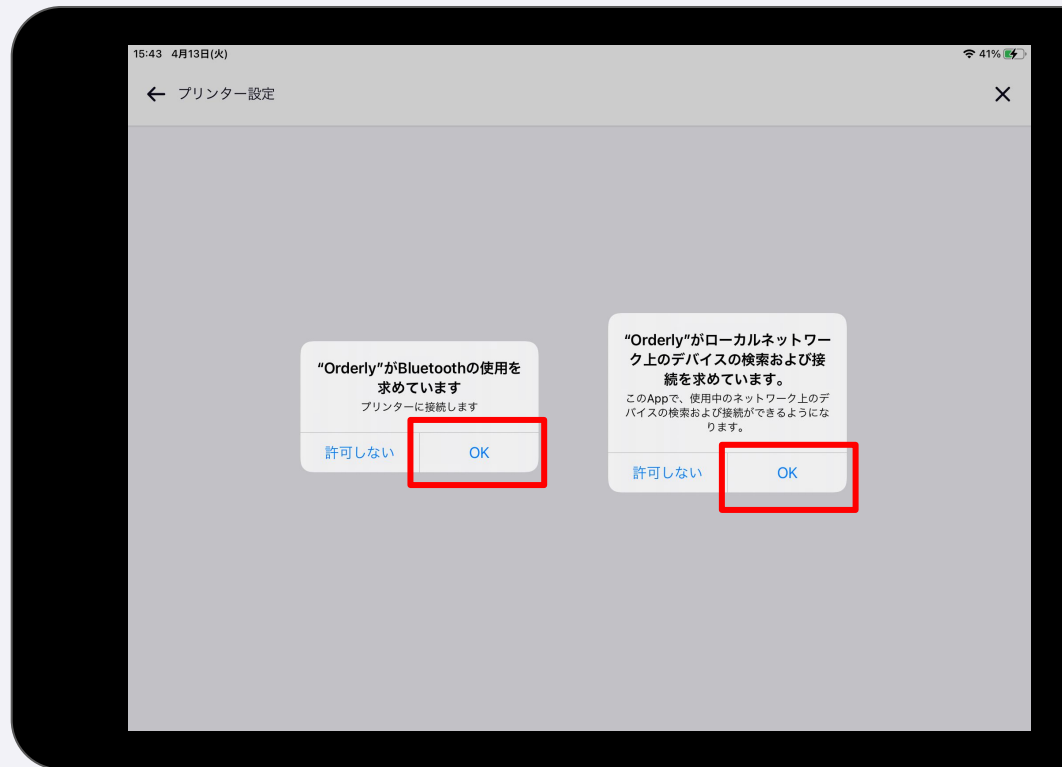 15:43 4月13日(火)
41%
プリンター設定
“Orderly”がBluetoothの使用を
求めています
プリンターに接続します
許可しない
OK
“Orderly”がローカルネットワー
ク上のデバイスの検索および接
続を求めています。
このAppで、使用中のネットワーク上のデ
バイスの検索および接続ができるようにな
ります。
許可しない
OK